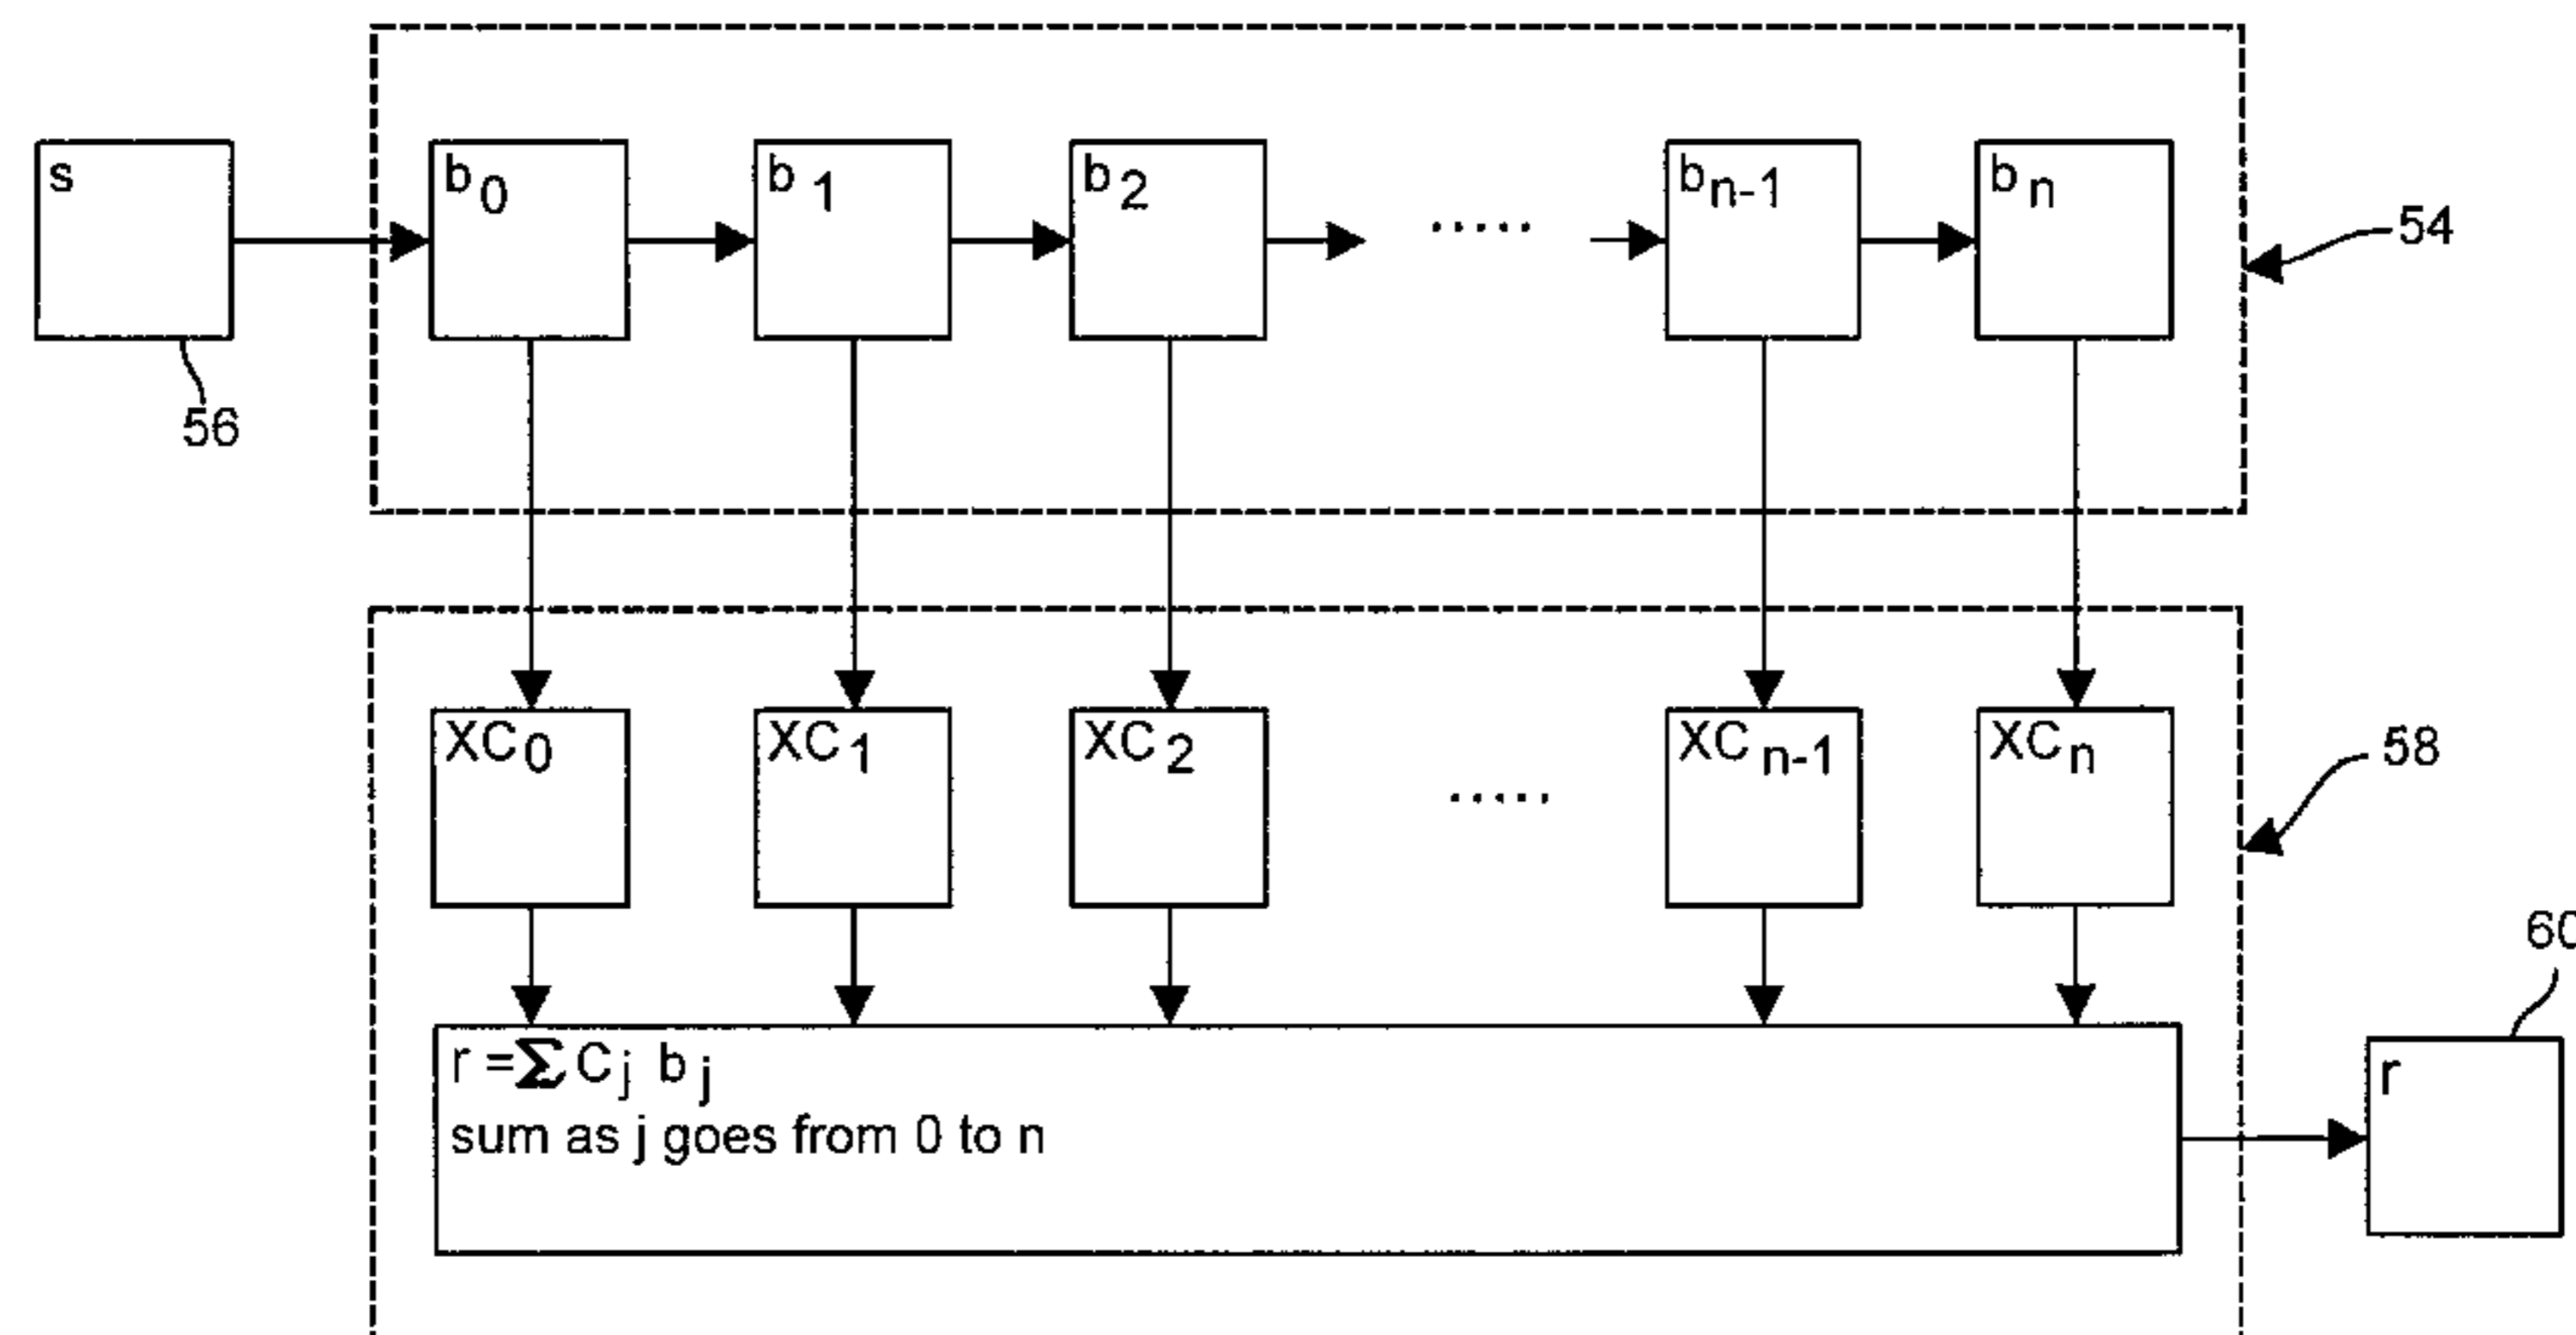 s
b0
b1
b2
.....
bn-1
bn
54
56
XC0
XC1
XC2
.....
XCn-1
XCn
58
60
r = Σ Cj bj
sum as j goes from 0 to n
r